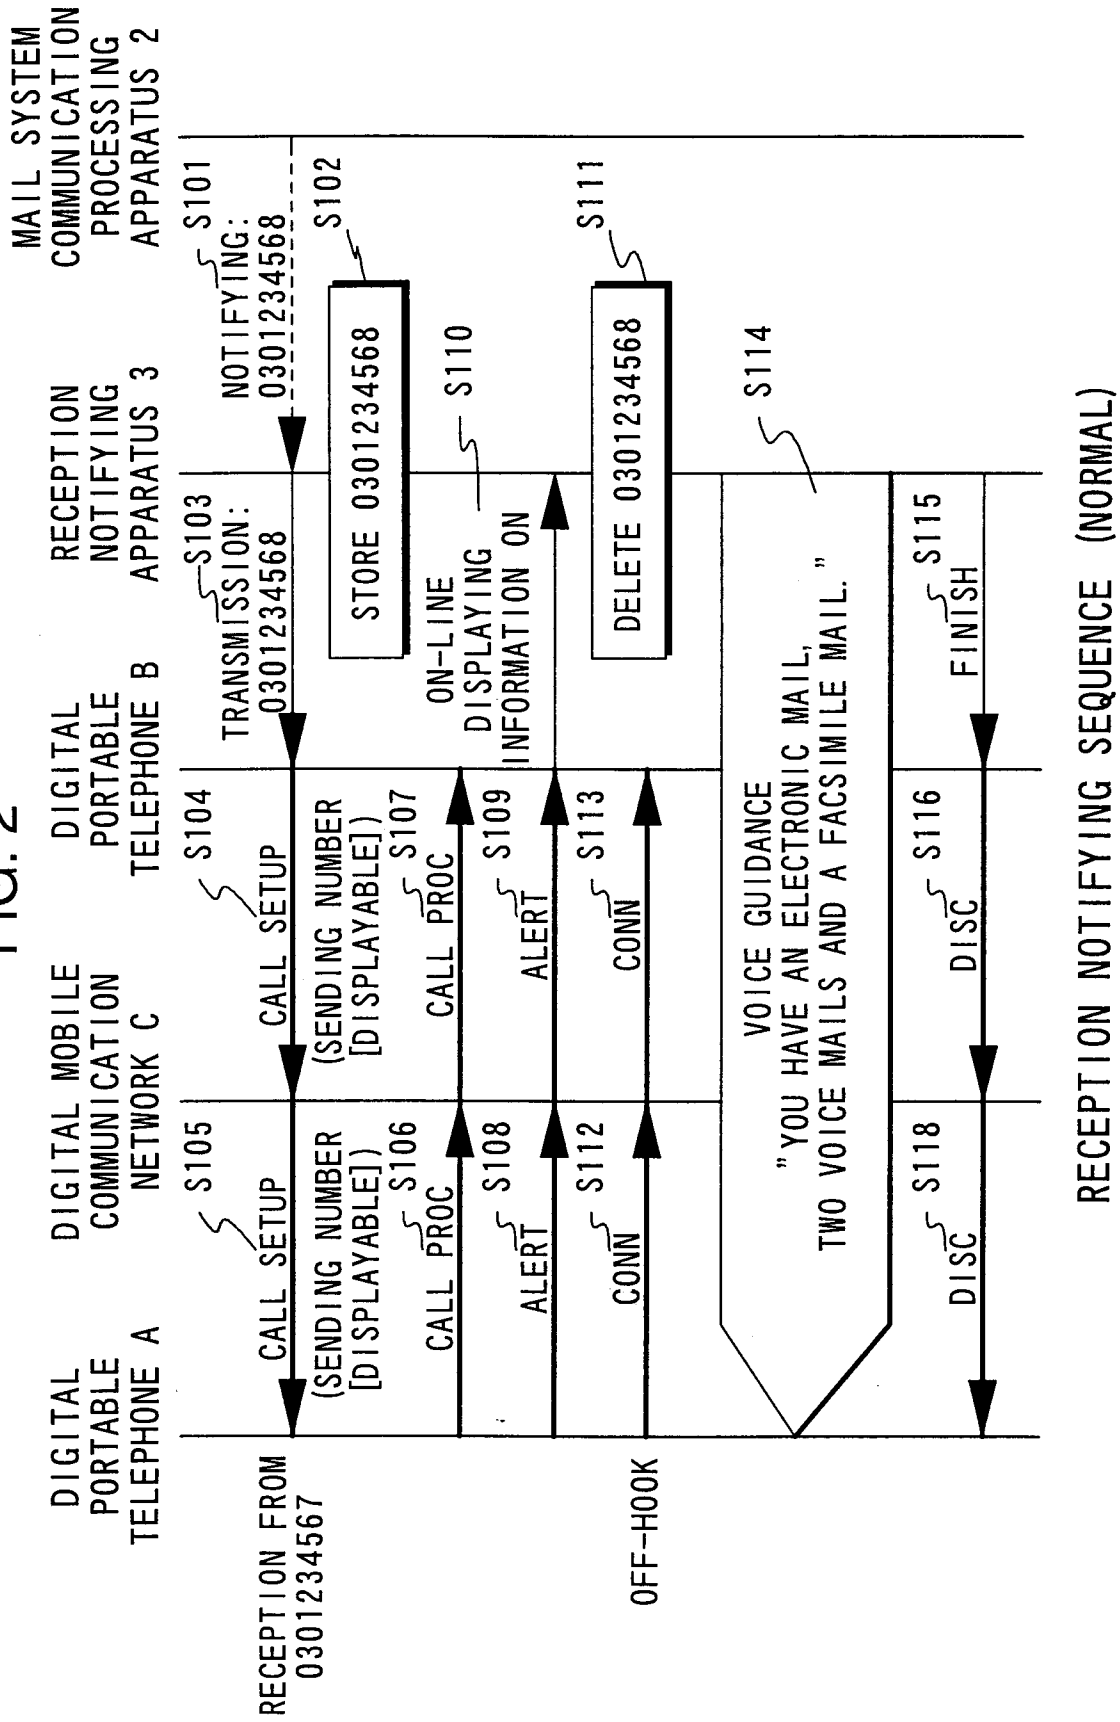 FIG. 2
DIGITAL
PORTABLE
TELEPHONE A
DIGITAL MOBILE
COMMUNICATION
NETWORK C
DIGITAL
PORTABLE
TELEPHONE B
RECEPTION
NOTIFYING
APPARATUS 3
MAIL SYSTEM
COMMUNICATION
PROCESSING
APPARATUS 2
S101
NOTIFYING:
0301234568
S102
STORE 0301234568
S103
TRANSMISSION:
0301234568
S104
CALL SETUP
(SENDING NUMBER
[DISPLAYABLE])
S105
CALL SETUP
(SENDING NUMBER
[DISPLAYABLE])
RECEPTION FROM
0301234567
S106
CALL PROC
S107
CALL PROC
S108
ALERT
S109
ALERT
S110
ON-LINE
DISPLAYING
INFORMATION ON
S111
DELETE 0301234568
OFF-HOOK
S112
CONN
S113
CONN
S114
VOICE GUIDANCE
"YOU HAVE AN ELECTRONIC MAIL,
TWO VOICE MAILS AND A FACSIMILE MAIL."
S115
FINISH
S116
DISC
S118
DISC
RECEPTION NOTIFYING SEQUENCE (NORMAL)